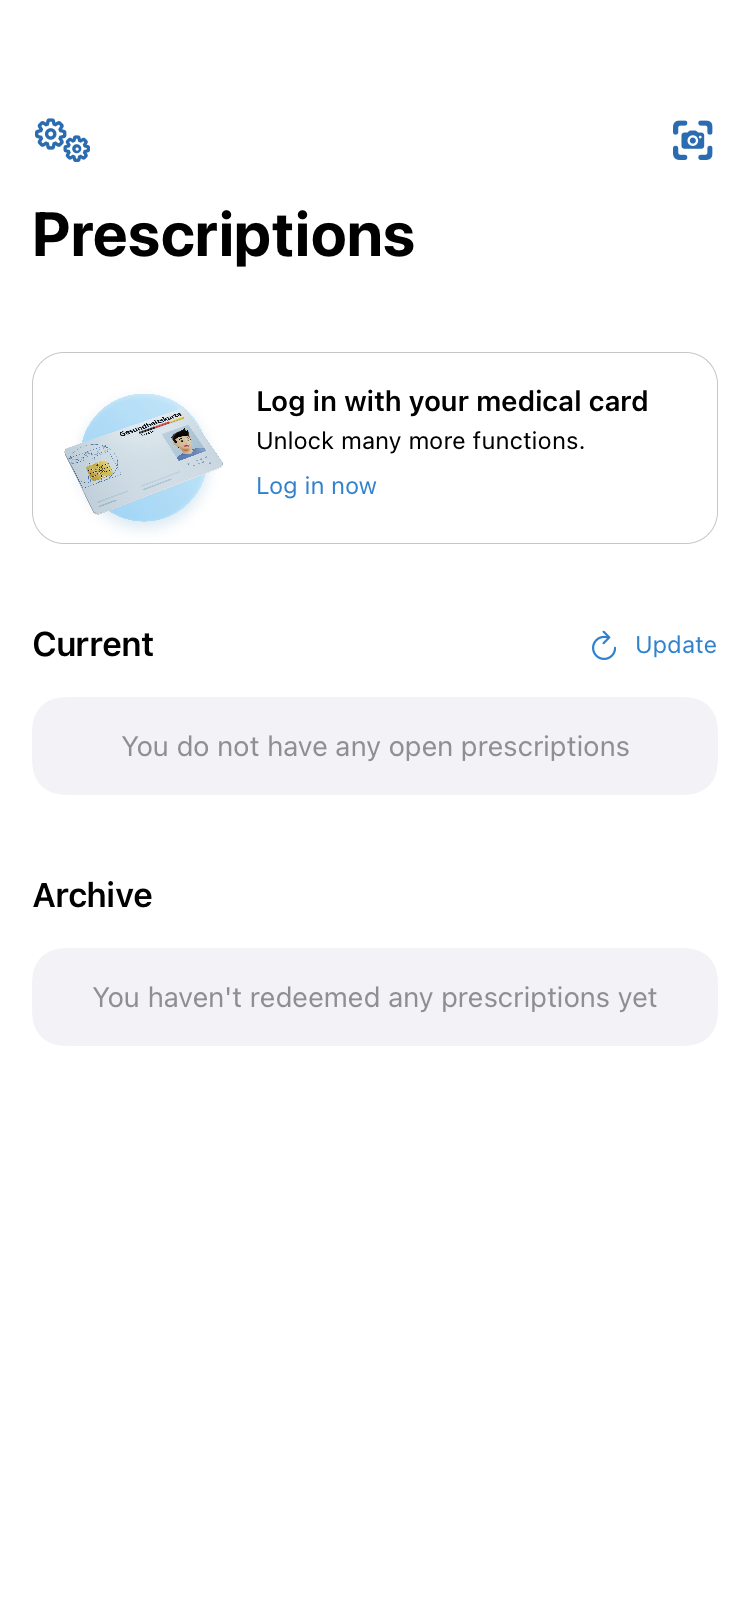 Prescriptions
Gesundheitskarte
Log in with your medical card
Unlock many more functions.
Log in now
Current
Update
You do not have any open prescriptions
Archive
You haven't redeemed any prescriptions yet